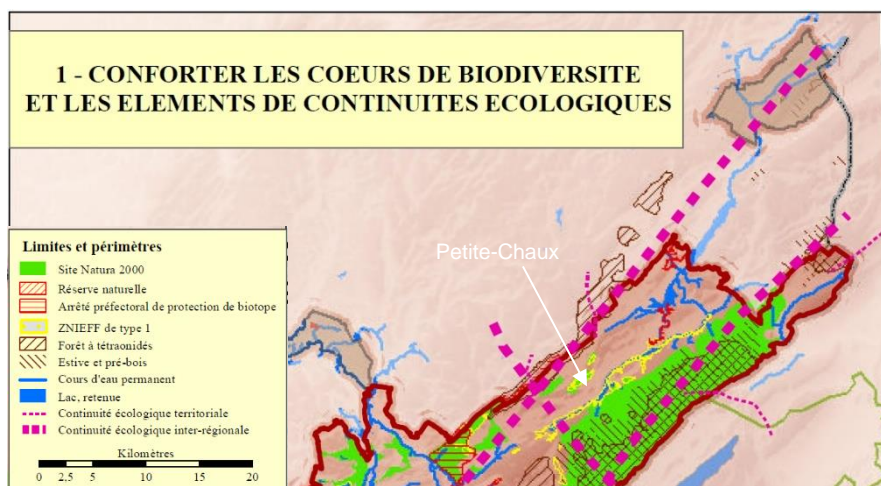 1 - CONFORTER LES COEURS DE BIODIVERSITE
ET LES ELEMENTS DE CONTINUITES ECOLOGIQUES
Petite-Chaux
Limites et périmètres
Site Natura 2000
Réserve naturelle
Arrêté préfectoral de protection de biotope
ZNIEFF de type 1
Forêt à tétraonidés
Estive et pré-bois
Cours d'eau permanent
Lac, retenue
Continuité écologique territoriale
Continuité écologique inter-régionale
Kilomètres
0 2,5 5 10 15 20